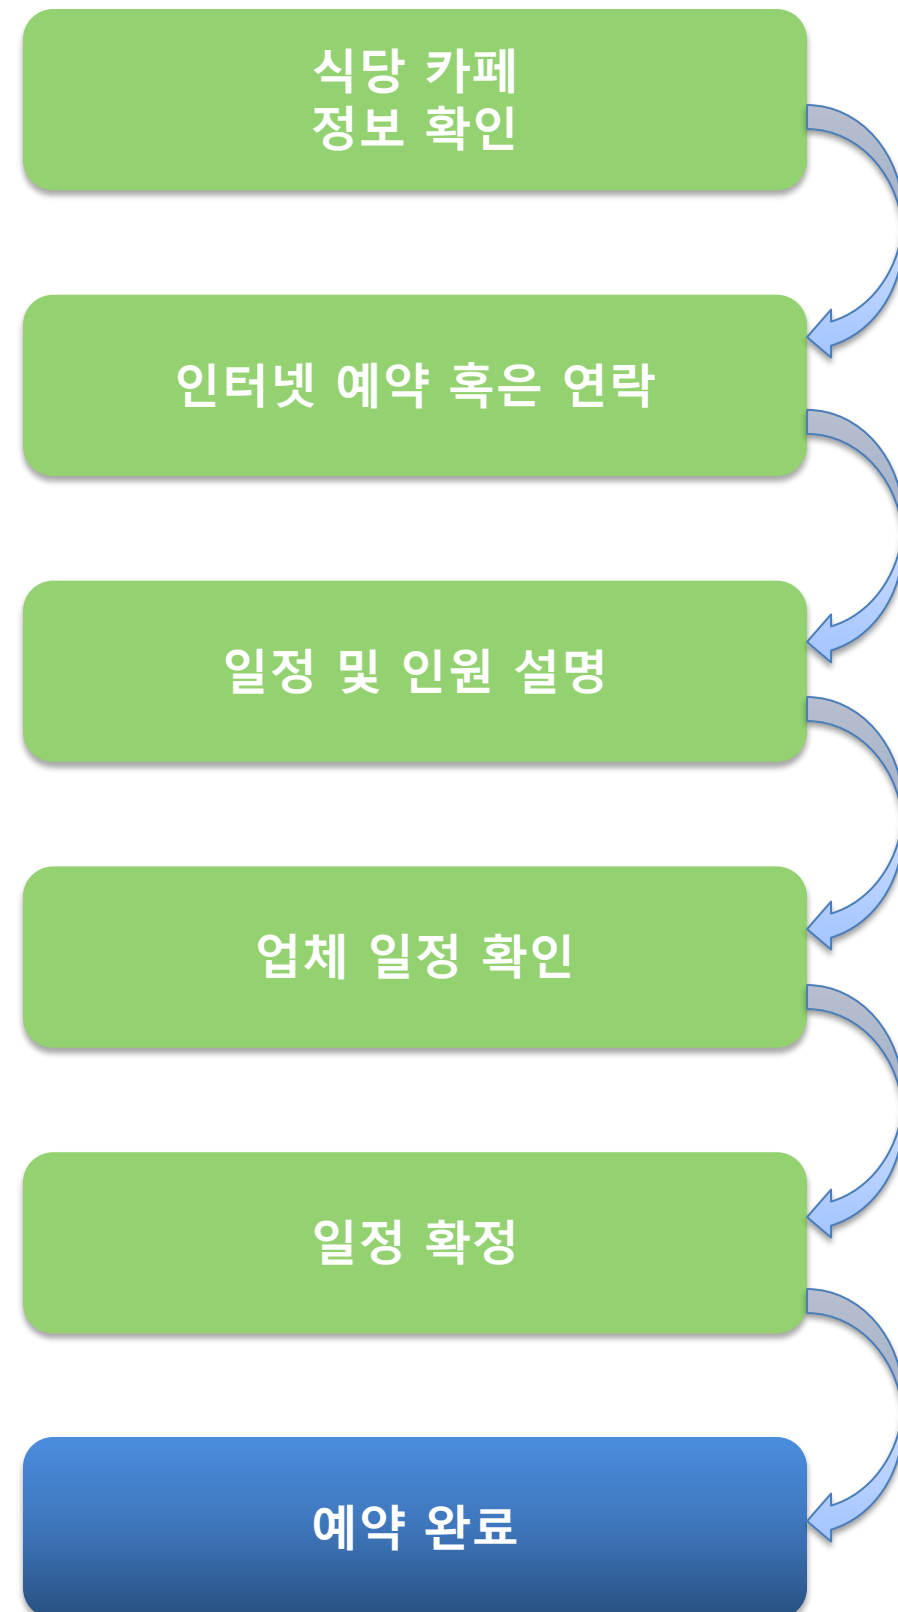 식당 카페
정보 확인
인터넷 예약 혹은 연락
일정 및 인원 설명
업체 일정 확인
일정 확정
예약 완료